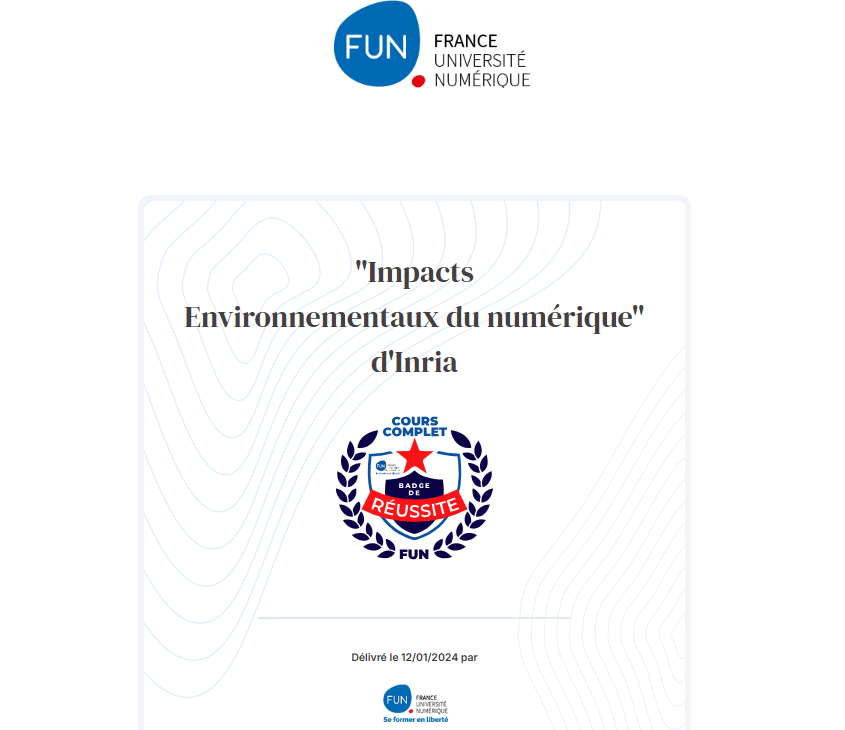 FUN
FRANCE
UNIVERSITÉ
NUMÉRIQUE
"Impacts
Environnementaux du numérique"
d'Inria
COURS
COMPLET
FUN
BADGE
DE
RÉUSSITE
FUN
Délivré le 12/01/2024 par
FUN
FRANCE
UNIVERSITÉ
NUMÉRIQUE
Se former en liberté